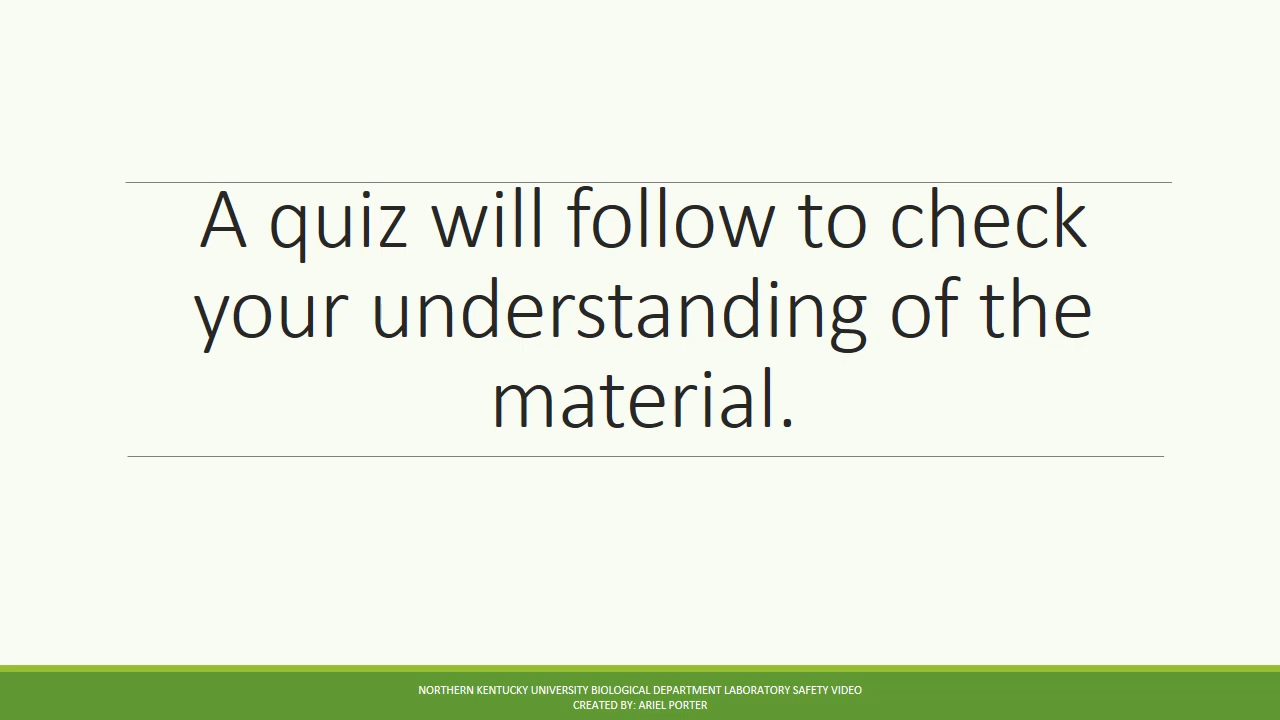 A quiz will follow to check
your understanding of the
material.
NORTHERN KENTUCKY UNIVERSITY BIOLOGICAL DEPARTMENT LABORATORY SAFETY VIDEO
CREATED BY: ARIEL PORTER